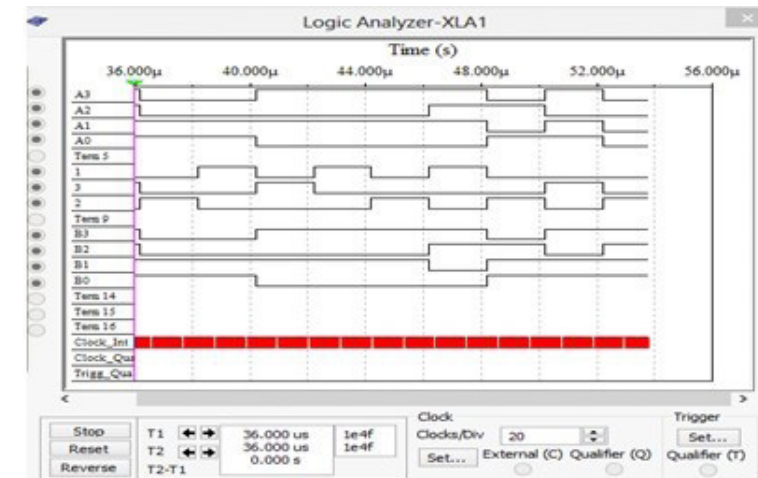 Logic Analyzer-XLA1
Time (s)
36.000μ 40.000μ 44.000μ 48.000μ 52.000μ 56.000μ
A3
A2
A1
A0
Term 5
1
3
2
Term 9
B3
B2
B1
B0
Term 14
Term 15
Term 16
Clock_Int
Clock_Qua
Trigg_Qua
Clock Trigger
Stop T1 36.000 us 1e4f Clocks/Div 20 Set...
Reset T2 36.000 us 1e4f Set... External (C) Qualifier (Q) Qualifier (T)
Reverse T2-T1 0.000 s